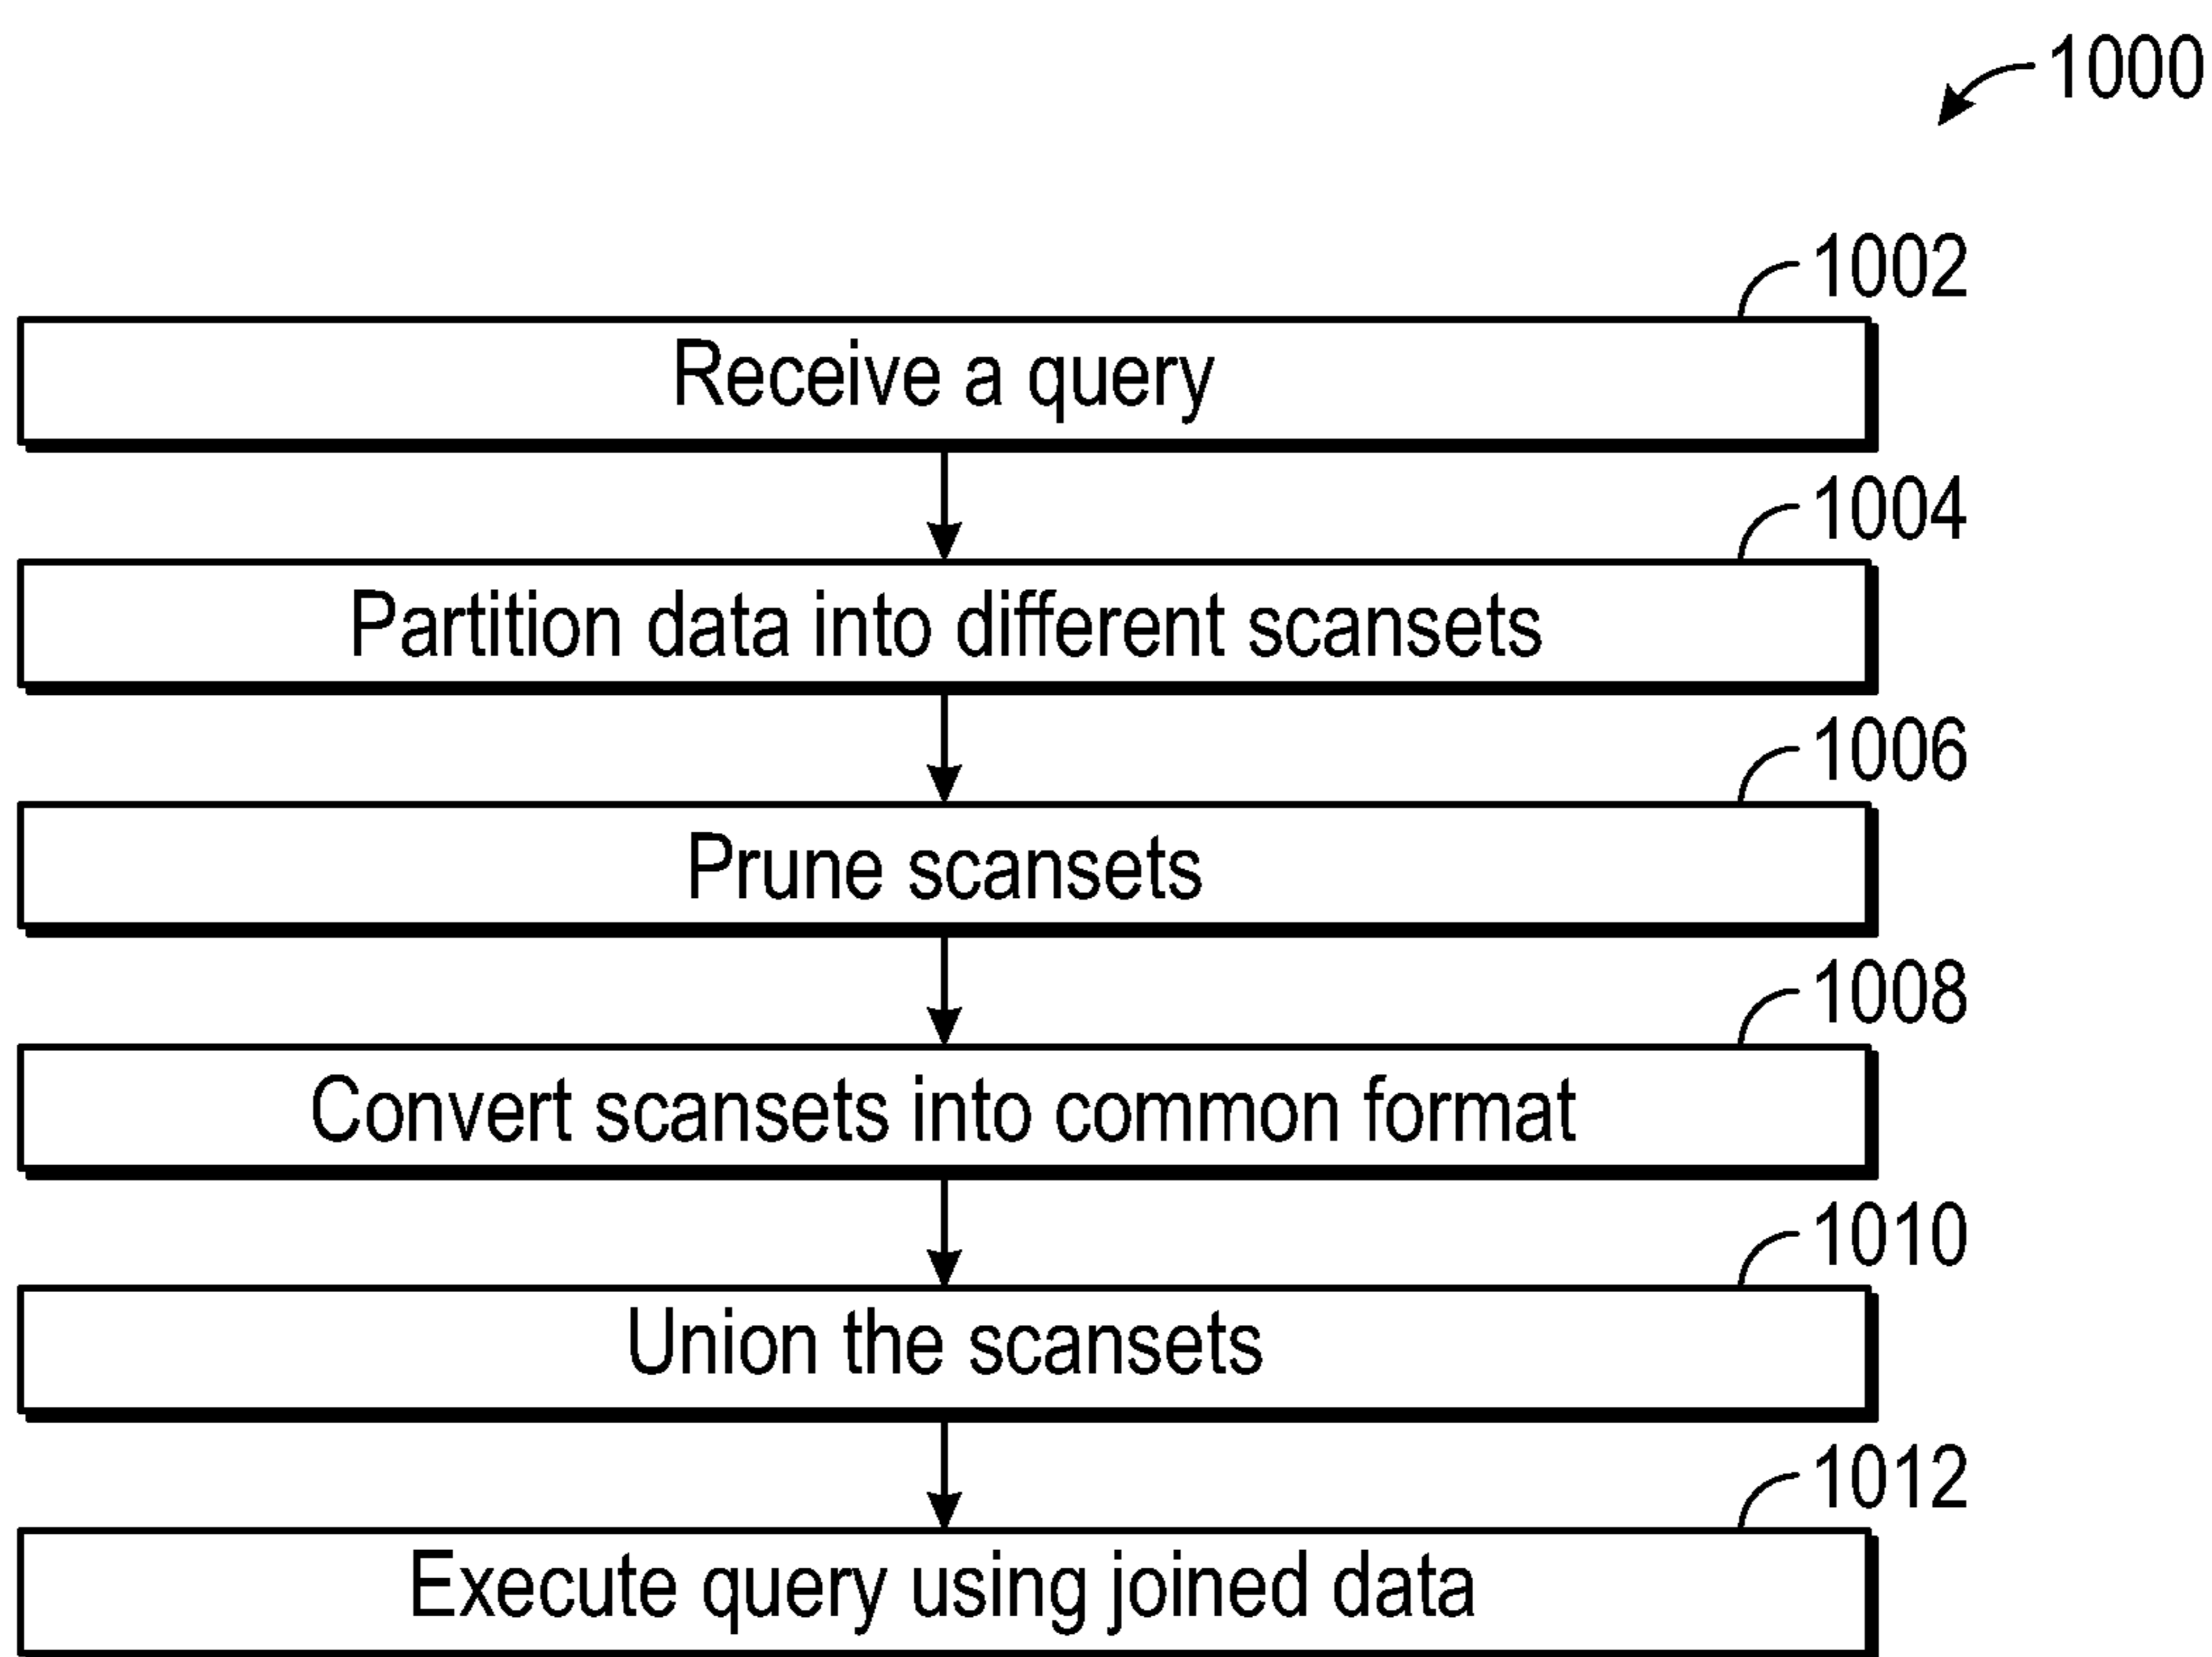 1000
1002
Receive a query
1004
Partition data into different scansets
1006
Prune scansets
1008
Convert scansets into common format
1010
Union the scansets
1012
Execute query using joined data